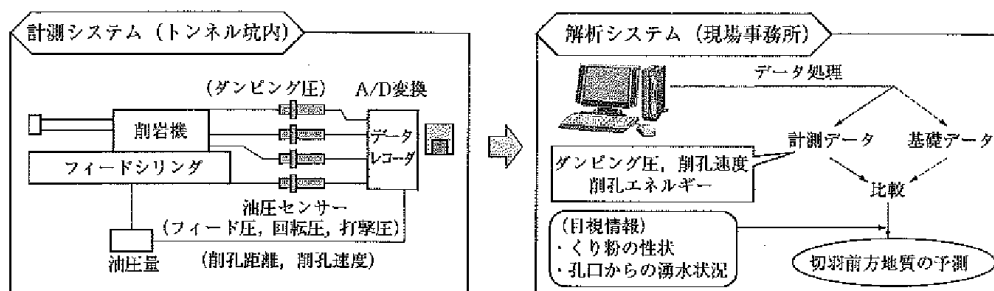 計測システム（トンネル坑内）
(ダンピング圧)
A/D変換
削岩機
フィードシリング
データ
レコーダ
油圧センサー
(フィード圧，回転圧，打撃圧)
油圧量
(削孔距離，削孔速度)
解析システム（現場事務所）
データ処理
計測データ
基礎データ
ダンピング圧，削孔速度
削孔エネルギー
比較
(目視情報)
・くり粉の性状
・孔口からの湧水状況
切羽前方地質の予測